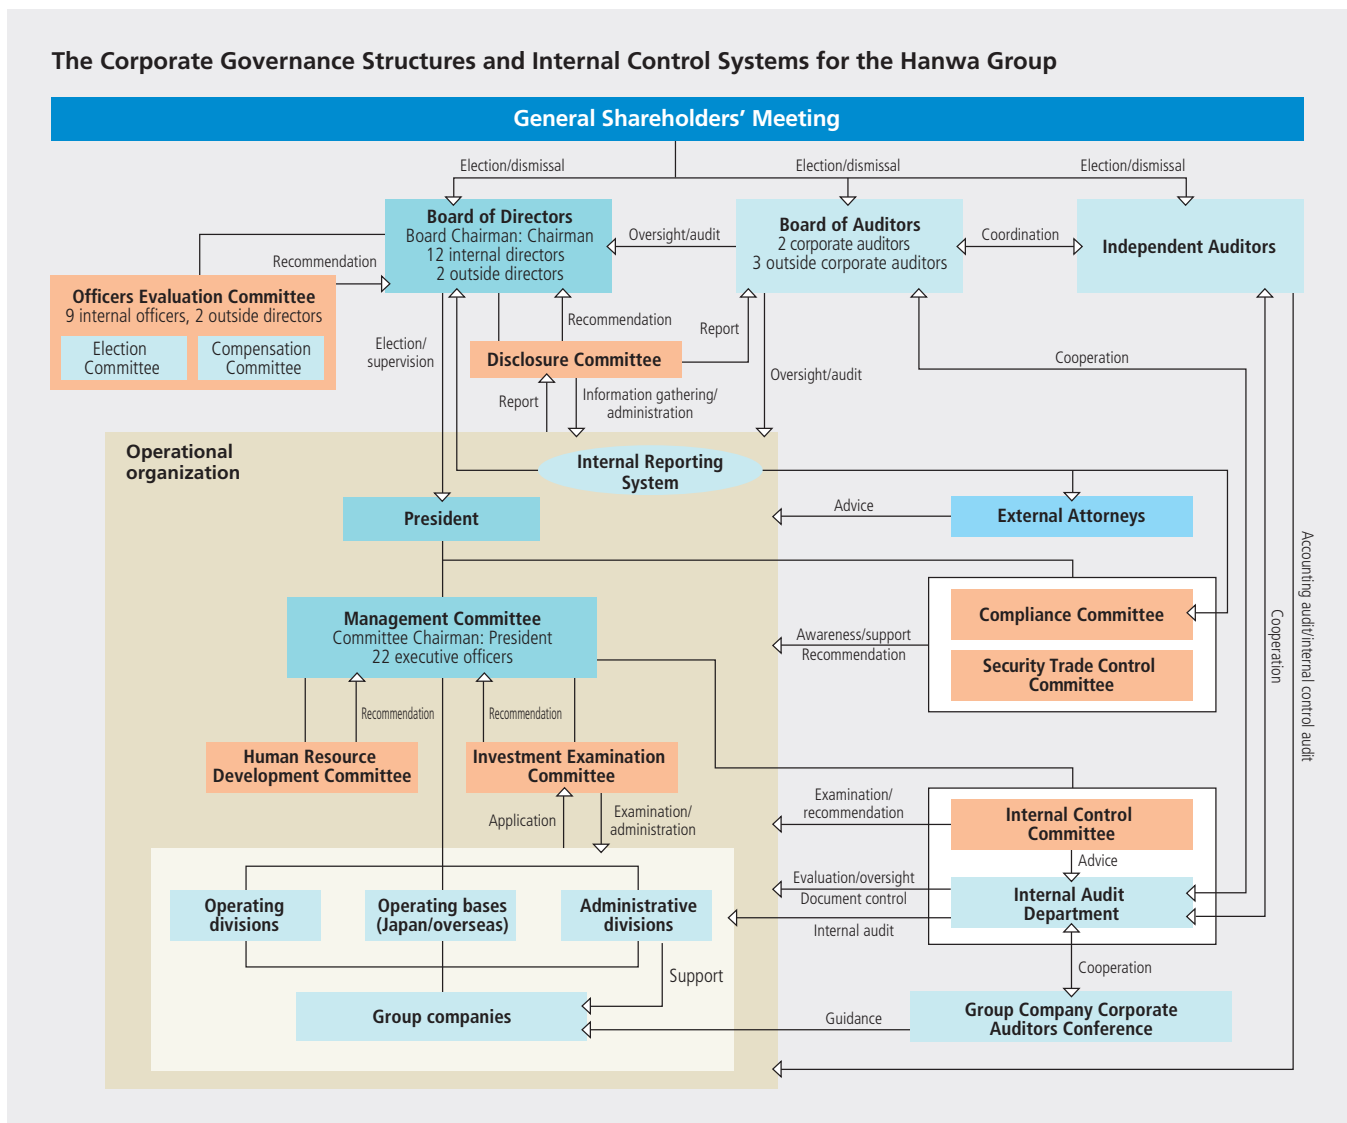 The Corporate Governance Structures and Internal Control Systems for the Hanwa Group
General Shareholders' Meeting
Election/dismissal
Election/dismissal
Election/dismissal
Board of Directors
Board Chairman: Chairman
12 internal directors
2 outside directors
Oversight/audit
Board of Auditors
2 corporate auditors
3 outside corporate auditors
Coordination
Independent Auditors
Recommendation
Officers Evaluation Committee
9 internal officers, 2 outside directors
Election
Committee
Compensation
Committee
Election/
supervision
Recommendation
Report
Disclosure Committee
Cooperation
Oversight/audit
Report
Information gathering/
administration
Operational
organization
Internal Reporting
System
President
Advice
External Attorneys
Accounting audit/internal control audit
Cooperation
Management Committee
Committee Chairman: President
22 executive officers
Awareness/support
Recommendation
Compliance Committee
Security Trade Control
Committee
Recommendation
Recommendation
Human Resource
Development Committee
Investment Examination
Committee
Application
Examination/
administration
Examination/
recommendation
Internal Control
Committee
Advice
Evaluation/oversight
Document control
Internal audit
Internal Audit
Department
Operating
divisions
Operating bases
(Japan/overseas)
Administrative
divisions
Support
Cooperation
Group companies
Guidance
Group Company Corporate
Auditors Conference